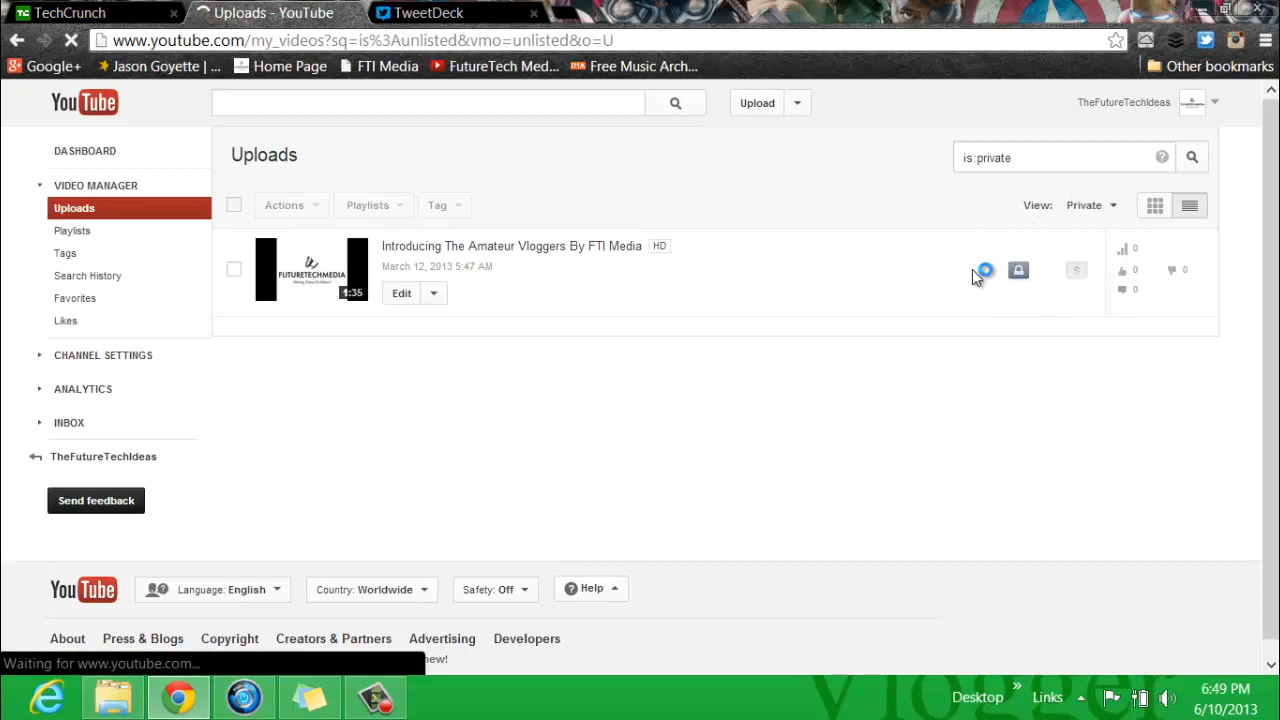 TechCrunch
Uploads - YouTube
TweetDeck
www.youtube.com/my_videos?sq=is%3Aunlisted&vmo=unlisted&o=U
Google+
Jason Goyette | ...
Home Page
FTI Media
FutureTech Med...
Free Music Arch...
Other bookmarks
YouTube
Upload
TheFutureTechIdeas
DASHBOARD
VIDEO MANAGER
Uploads
Playlists
Tags
Search History
Favorites
Likes
CHANNEL SETTINGS
ANALYTICS
INBOX
TheFutureTechIdeas
Send feedback
Uploads
is:private
Actions
Playlists
Tag
View: Private
FUTURETECHMEDIA
1:35
Introducing The Amateur Vloggers By FTI Media HD
March 12, 2013 5:47 AM
Edit
$
0
0
0
0
YouTube
Language: English
Country: Worldwide
Safety: Off
Help
About Press & Blogs Copyright Creators & Partners Advertising Developers
new!
Waiting for www.youtube.com...
vlogger
Desktop
Links
6:49 PM
6/10/2013